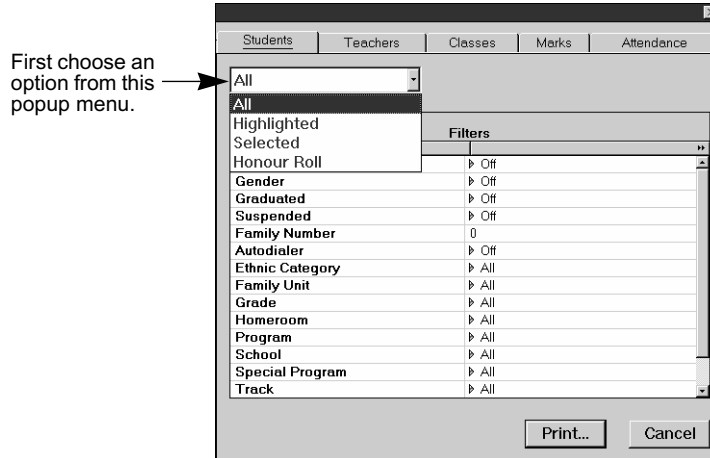 First choose an
option from this
popup menu.
Students Teachers Classes Marks Attendance
All
All
Highlighted
Selected
Honour Roll
Filters
Off
Gender Off
Graduated Off
Suspended Off
Family Number 0
Autodialer Off
Ethnic Category All
Family Unit All
Grade All
Homeroom All
Program All
School All
Special Program All
Track All
Print... Cancel